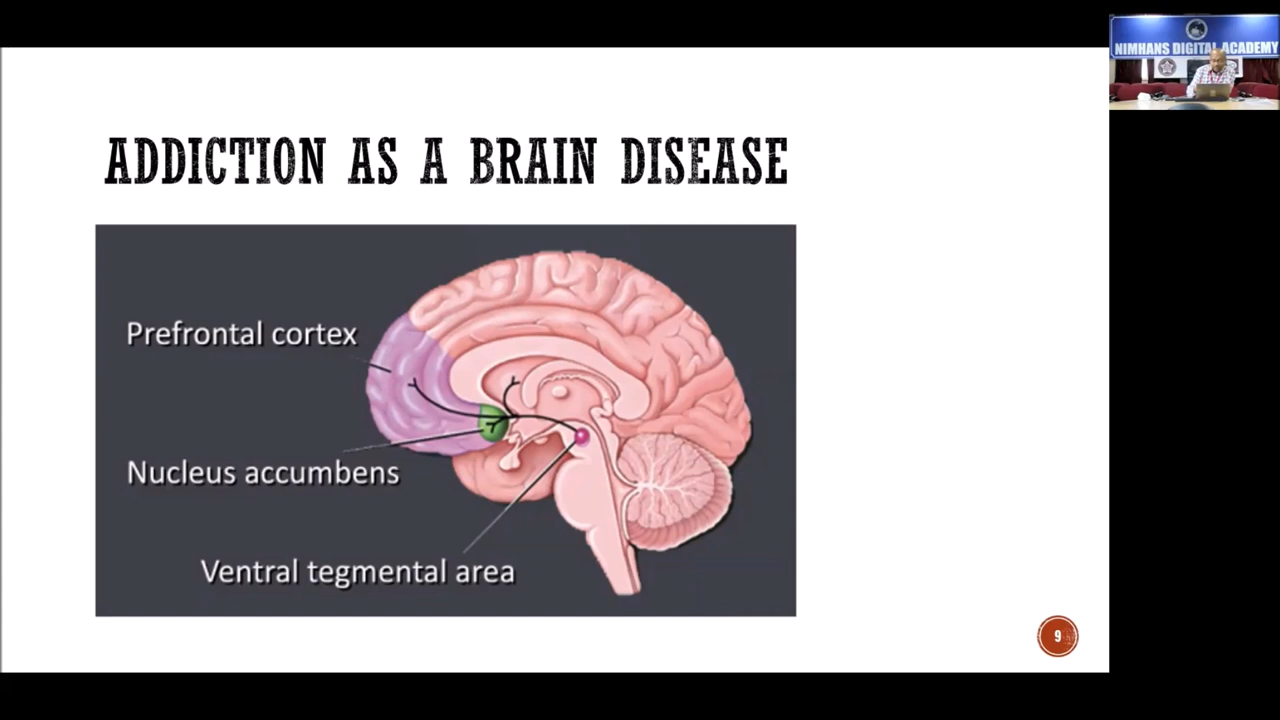 ADDICTION AS A BRAIN DISEASE
Prefrontal cortex
Nucleus accumbens
Ventral tegmental area
9
NIMHANS DIGITAL ACADEMY